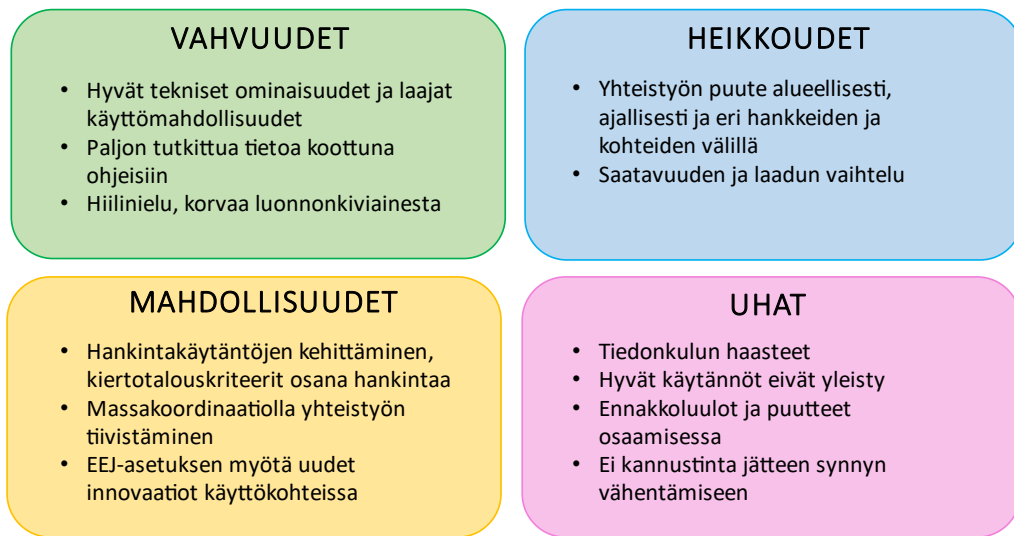 VAHVUUDET
• Hyvät tekniset ominaisuudet ja laajat
käyttömahdollisuudet
• Paljon tutkittua tietoa koottuna
ohjeisiin
• Hiilinielu, korvaa luonnonkiviainesta
HEIKKOUDET
• Yhteistyön puute alueellisesti,
ajallisesti ja eri hankkeiden ja
kohteiden välillä
• Saatavuuden ja laadun vaihtelu
MAHDOLLISUUDET
• Hankintakäytäntöjen kehittäminen,
kiertotalouskriteerit osana hankintaa
• Massakoordinaatiolla yhteistyön
tiivistäminen
• EEJ-asetuksen myötä uudet
innovaatiot käyttökohteissa
UHAT
• Tiedonkulun haasteet
• Hyvät käytännöt eivät yleisty
• Ennakkoluulot ja puutteet
osaamisessa
• Ei kannustinta jätteen synnyn
vähentämiseen